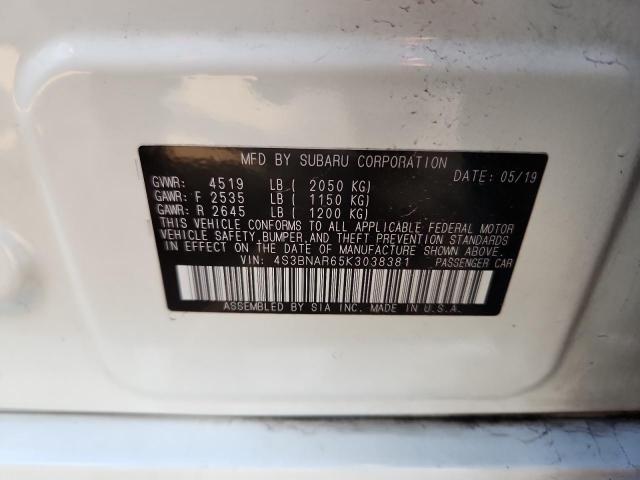 MFD BY SUBARU CORPORATION DATE: 05/19
GVWR: 4519 LB ( 2050 KG)
GAWR: F 2535 LB ( 1150 KG)
GAWR: R 2645 LB ( 1200 KG)
THIS VEHICLE CONFORMS TO ALL APPLICABLE FEDERAL MOTOR
VEHICLE SAFETY, BUMPER, AND THEFT PREVENTION STANDARDS
IN EFFECT ON THE DATE OF MANUFACTURE SHOWN ABOVE.
VIN: 4S3BNAR65K3038381 PASSENGER CAR
ASSEMBLED BY SIA INC. MADE IN U.S.A.